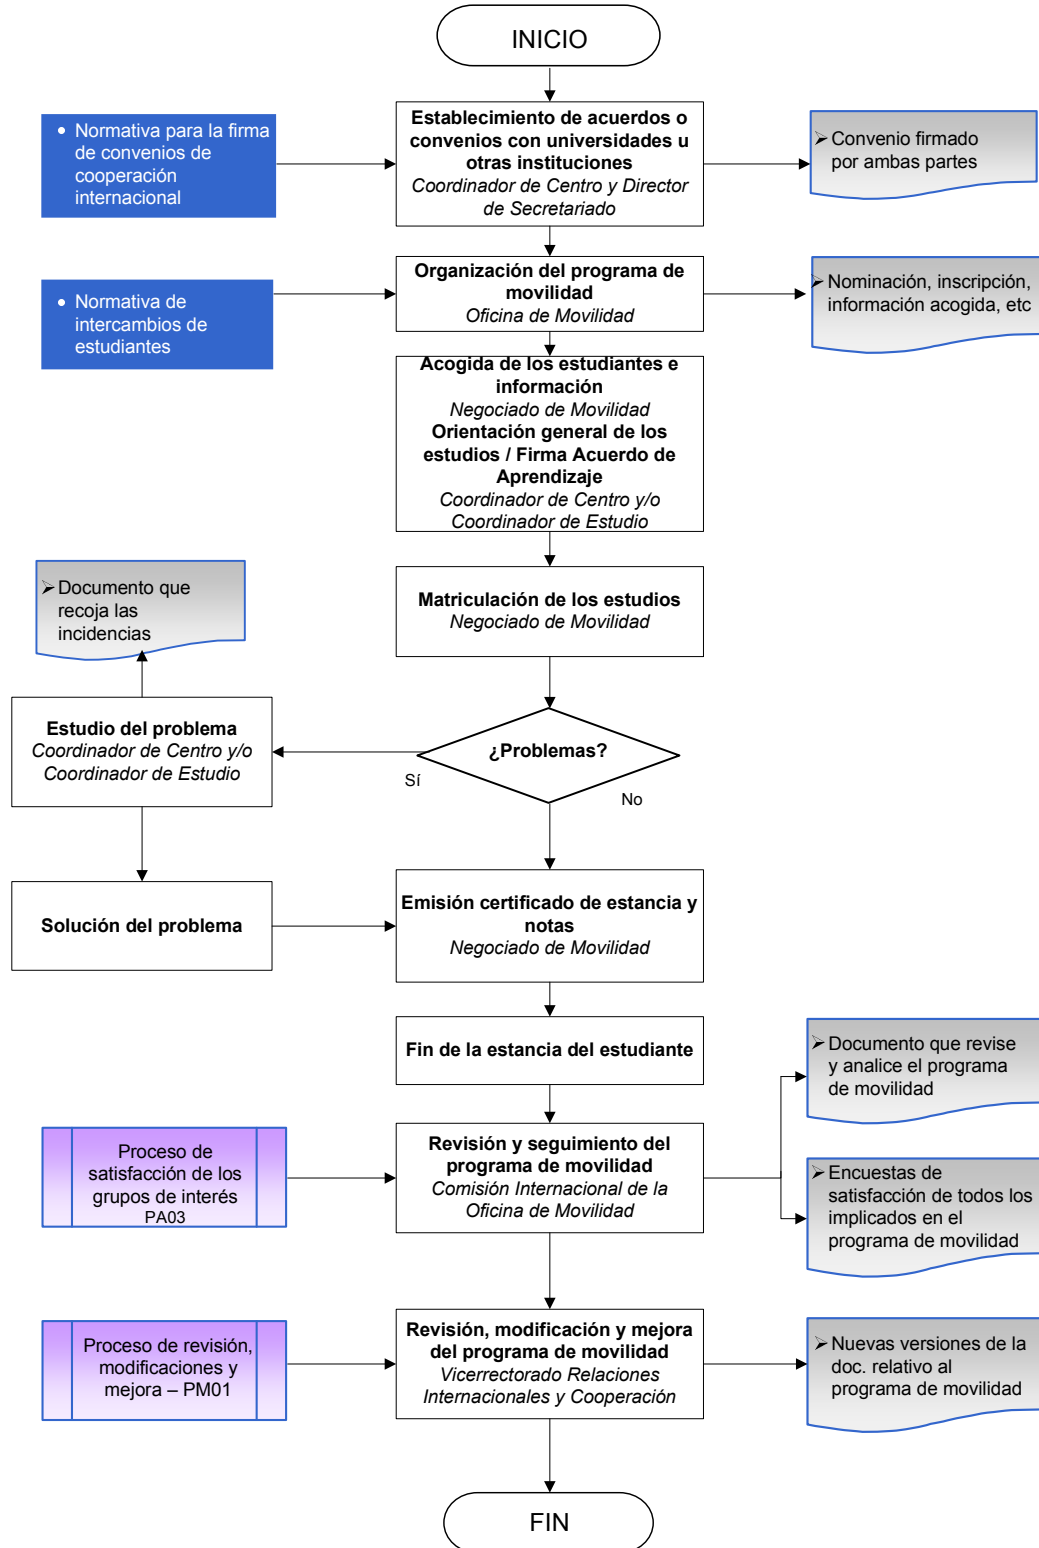 INICIO
• Normativa para la firma
de convenios de
cooperación
internacional
Establecimiento de acuerdos o
convenios con universidades u
otras instituciones
Coordinador de Centro y Director
de Secretariado
➢ Convenio firmado
por ambas partes
• Normativa de
intercambios de
estudiantes
Organización del programa de
movilidad
Oficina de Movilidad
➢ Nominación, inscripción,
información acogida, etc
Acogida de los estudiantes e
información
Negociado de Movilidad
Orientación general de los
estudios / Firma Acuerdo de
Aprendizaje
Coordinador de Centro y/o
Coordinador de Estudio
Matriculación de los estudios
Negociado de Movilidad
➢ Documento que
recoja las
incidencias
Estudio del problema
Coordinador de Centro y/o
Coordinador de Estudio
¿Problemas?
Sí
No
Solución del problema
Emisión certificado de estancia y
notas
Negociado de Movilidad
Fin de la estancia del estudiante
➢ Documento que revise
y analice el programa
de movilidad
Proceso de
satisfacción de los
grupos de interés
PA03
Revisión y seguimiento del
programa de movilidad
Comisión Internacional de la
Oficina de Movilidad
➢ Encuestas de
satisfacción de todos los
implicados en el
programa de movilidad
Proceso de revisión,
modificaciones y
mejora – PM01
Revisión, modificación y mejora
del programa de movilidad
Vicerrectorado Relaciones
Internacionales y Cooperación
➢ Nuevas versiones de la
doc. relativo al
programa de movilidad
FIN